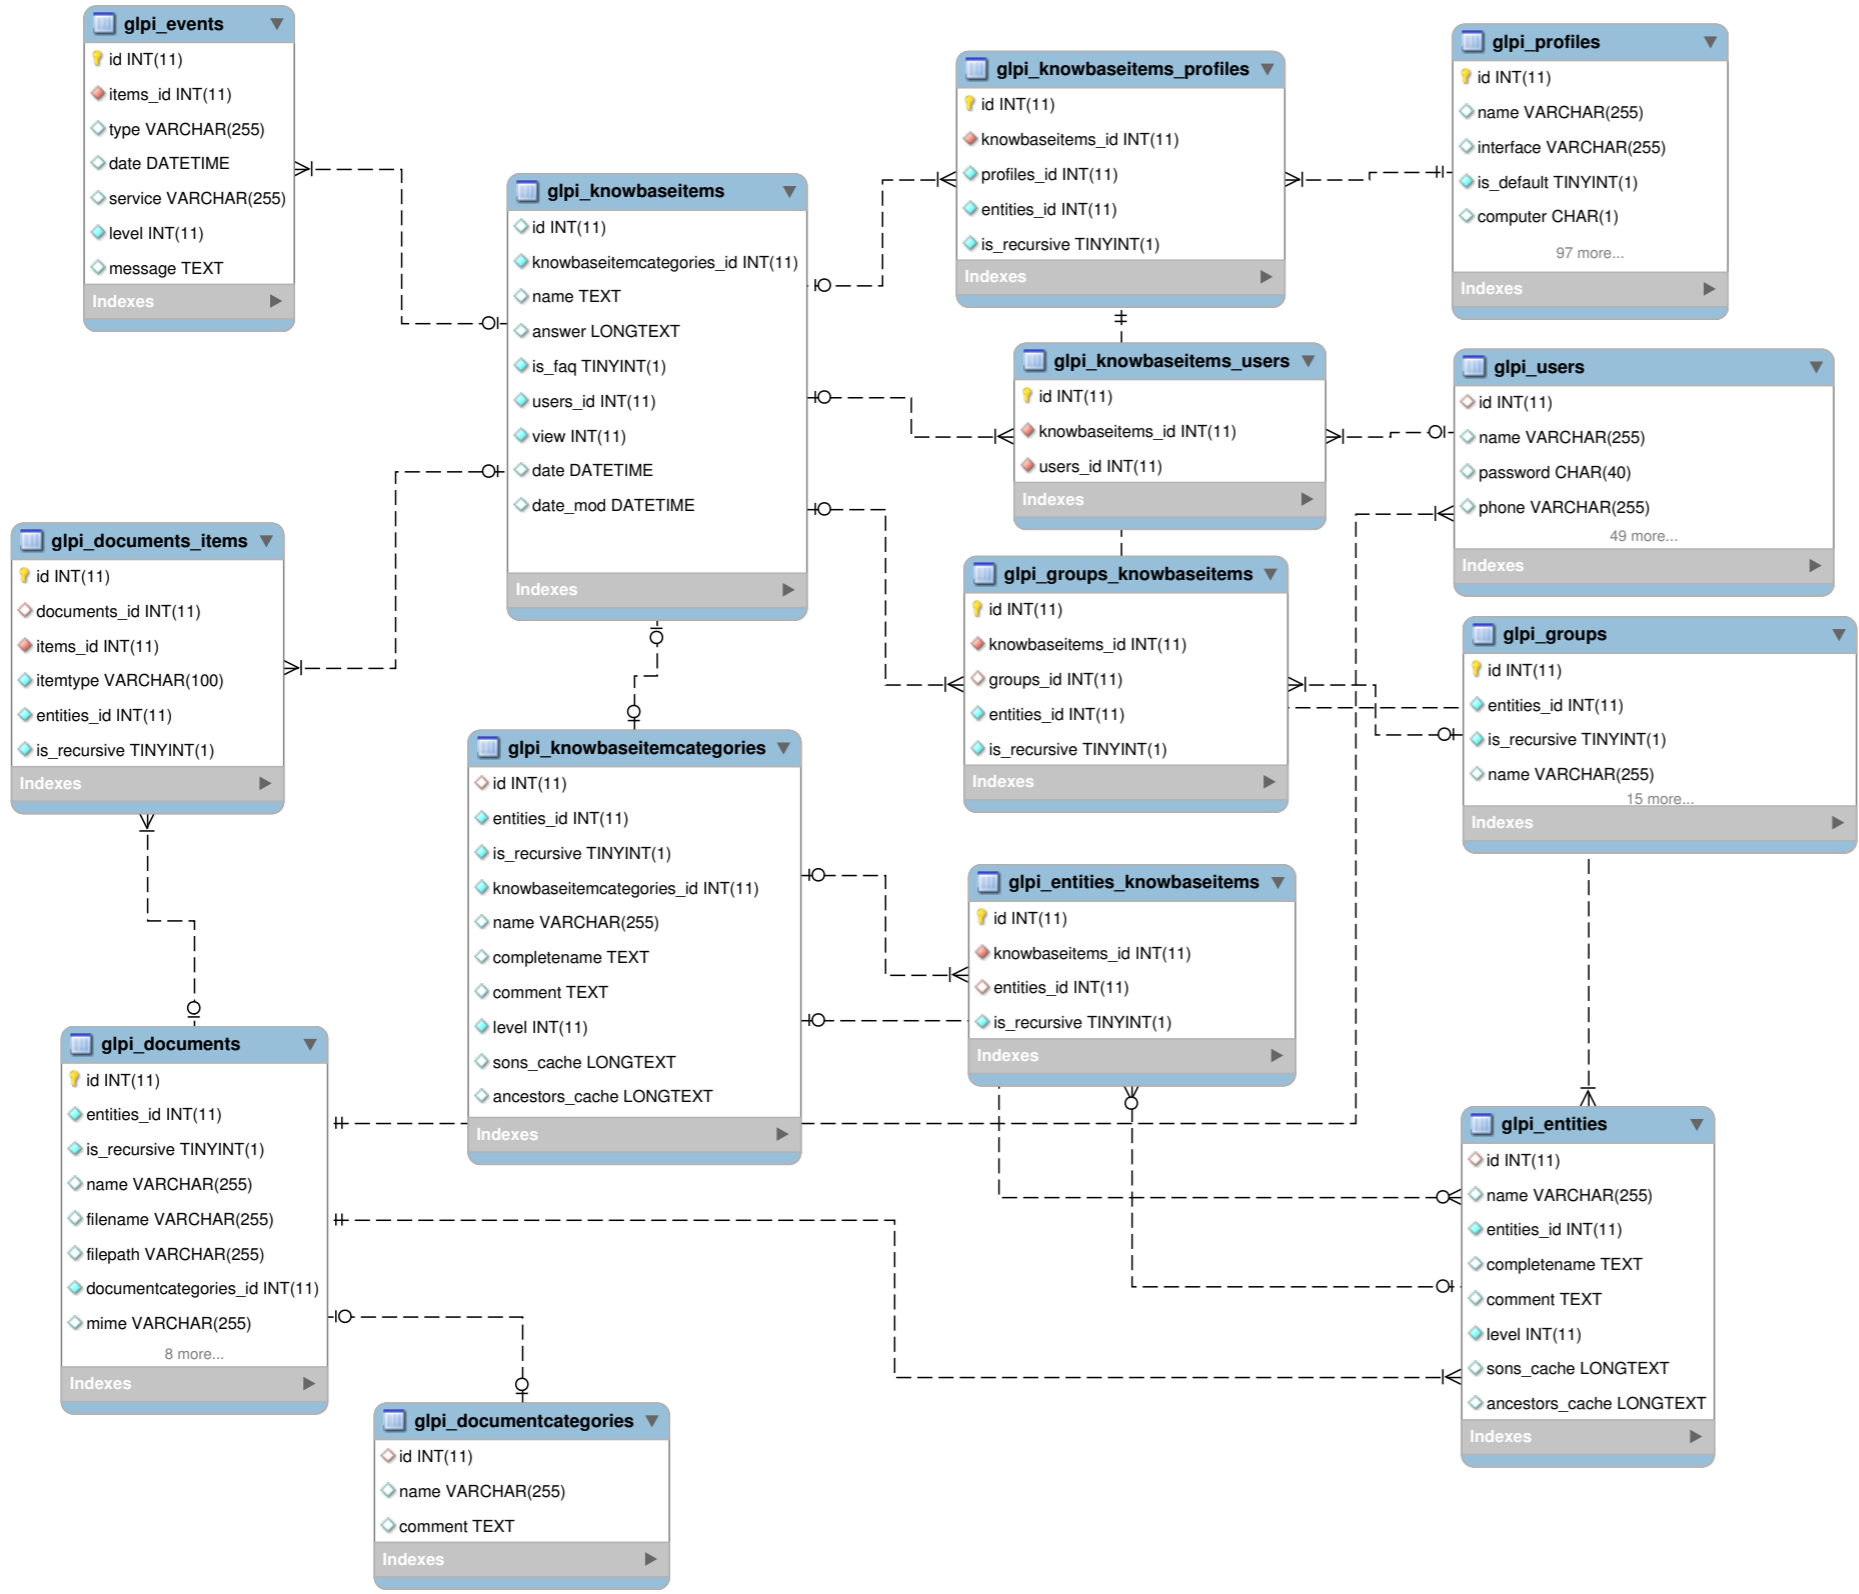 glpi_events
id INT(11)
items_id INT(11)
type VARCHAR(255)
date DATETIME
service VARCHAR(255)
level INT(11)
message TEXT
Indexes
glpi_knowbaseitems
id INT(11)
knowbaseitemcategories_id INT(11)
name TEXT
answer LONGTEXT
is_faq TINYINT(1)
users_id INT(11)
view INT(11)
date DATETIME
date_mod DATETIME
Indexes
glpi_knowbaseitems_profiles
id INT(11)
knowbaseitems_id INT(11)
profiles_id INT(11)
entities_id INT(11)
is_recursive TINYINT(1)
Indexes
glpi_profiles
id INT(11)
name VARCHAR(255)
interface VARCHAR(255)
is_default TINYINT(1)
computer CHAR(1)
97 more...
Indexes
glpi_knowbaseitems_users
id INT(11)
knowbaseitems_id INT(11)
users_id INT(11)
Indexes
glpi_users
id INT(11)
name VARCHAR(255)
password CHAR(40)
phone VARCHAR(255)
49 more...
Indexes
glpi_documents_items
id INT(11)
documents_id INT(11)
items_id INT(11)
itemtype VARCHAR(100)
entities_id INT(11)
is_recursive TINYINT(1)
Indexes
glpi_groups_knowbaseitems
id INT(11)
knowbaseitems_id INT(11)
groups_id INT(11)
entities_id INT(11)
is_recursive TINYINT(1)
Indexes
glpi_groups
id INT(11)
entities_id INT(11)
is_recursive TINYINT(1)
name VARCHAR(255)
15 more...
Indexes
glpi_knowbaseitemcategories
id INT(11)
entities_id INT(11)
is_recursive TINYINT(1)
knowbaseitemcategories_id INT(11)
name VARCHAR(255)
completename TEXT
comment TEXT
level INT(11)
sons_cache LONGTEXT
ancestors_cache LONGTEXT
Indexes
glpi_entities_knowbaseitems
id INT(11)
knowbaseitems_id INT(11)
entities_id INT(11)
is_recursive TINYINT(1)
Indexes
glpi_documents
id INT(11)
entities_id INT(11)
is_recursive TINYINT(1)
name VARCHAR(255)
filename VARCHAR(255)
filepath VARCHAR(255)
documentcategories_id INT(11)
mime VARCHAR(255)
8 more...
Indexes
glpi_entities
id INT(11)
name VARCHAR(255)
entities_id INT(11)
completename TEXT
comment TEXT
level INT(11)
sons_cache LONGTEXT
ancestors_cache LONGTEXT
Indexes
glpi_documentcategories
id INT(11)
name VARCHAR(255)
comment TEXT
Indexes